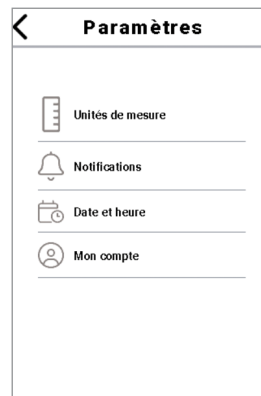 Paramètres
Unités de mesure
Notifications
Date et heure
Mon compte